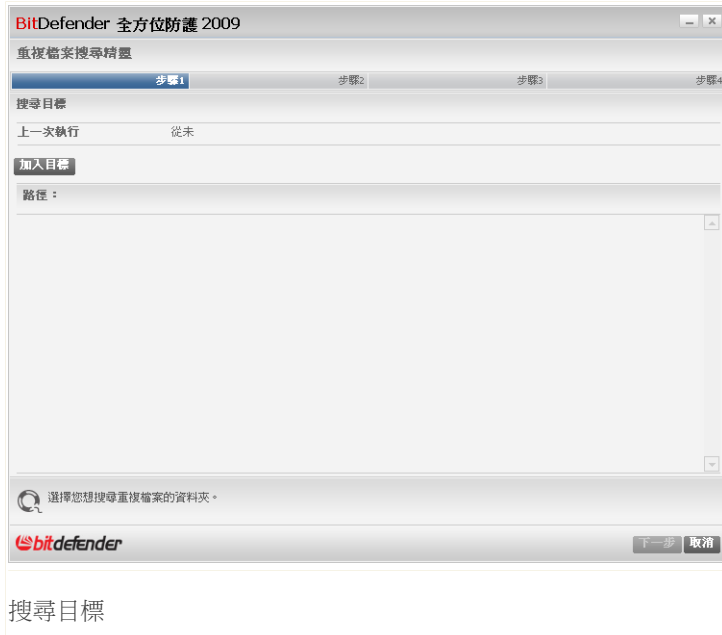 BitDefender 全方位防護 2009
重複檔案搜尋精靈
步驟1 步驟2 步驟3 步驟4
搜尋目標
上一次執行 從未
加入目標
路徑：
選擇您想搜尋重複檔案的資料夾。
bitdefender
下一步 取消
搜尋目標